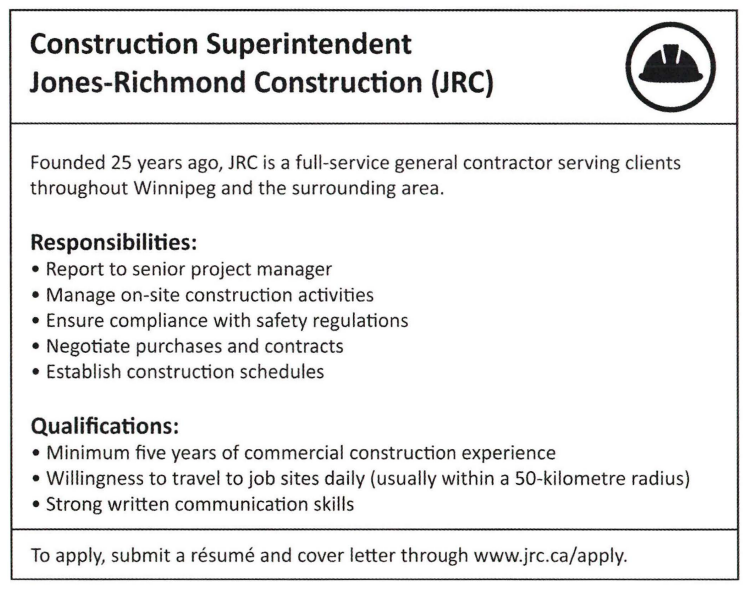 Construction Superintendent
Jones-Richmond Construction (JRC)
Founded 25 years ago, JRC is a full-service general contractor serving clients
throughout Winnipeg and the surrounding area.
Responsibilities:
• Report to senior project manager
• Manage on-site construction activities
• Ensure compliance with safety regulations
• Negotiate purchases and contracts
• Establish construction schedules
Qualifications:
• Minimum five years of commercial construction experience
• Willingness to travel to job sites daily (usually within a 50-kilometre radius)
• Strong written communication skills
To apply, submit a résumé and cover letter through www.jrc.ca/apply.